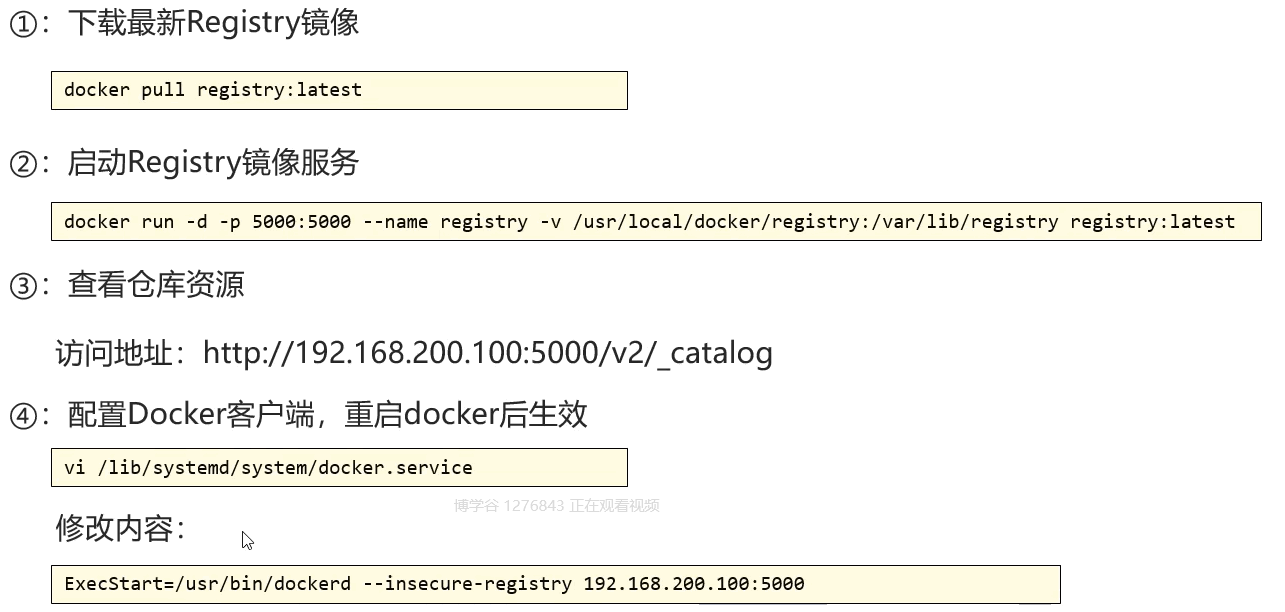 ①：下载最新Registry镜像
docker pull registry:latest
②：启动Registry镜像服务
docker run -d -p 5000:5000 --name registry -v /usr/local/docker/registry:/var/lib/registry registry:latest
③：查看仓库资源
访问地址：http://192.168.200.100:5000/v2/_catalog
④：配置Docker客户端，重启docker后生效
vi /lib/systemd/system/docker.service
博学谷 1276843 正在观看视频
修改内容：
ExecStart=/usr/bin/dockerd --insecure-registry 192.168.200.100:5000